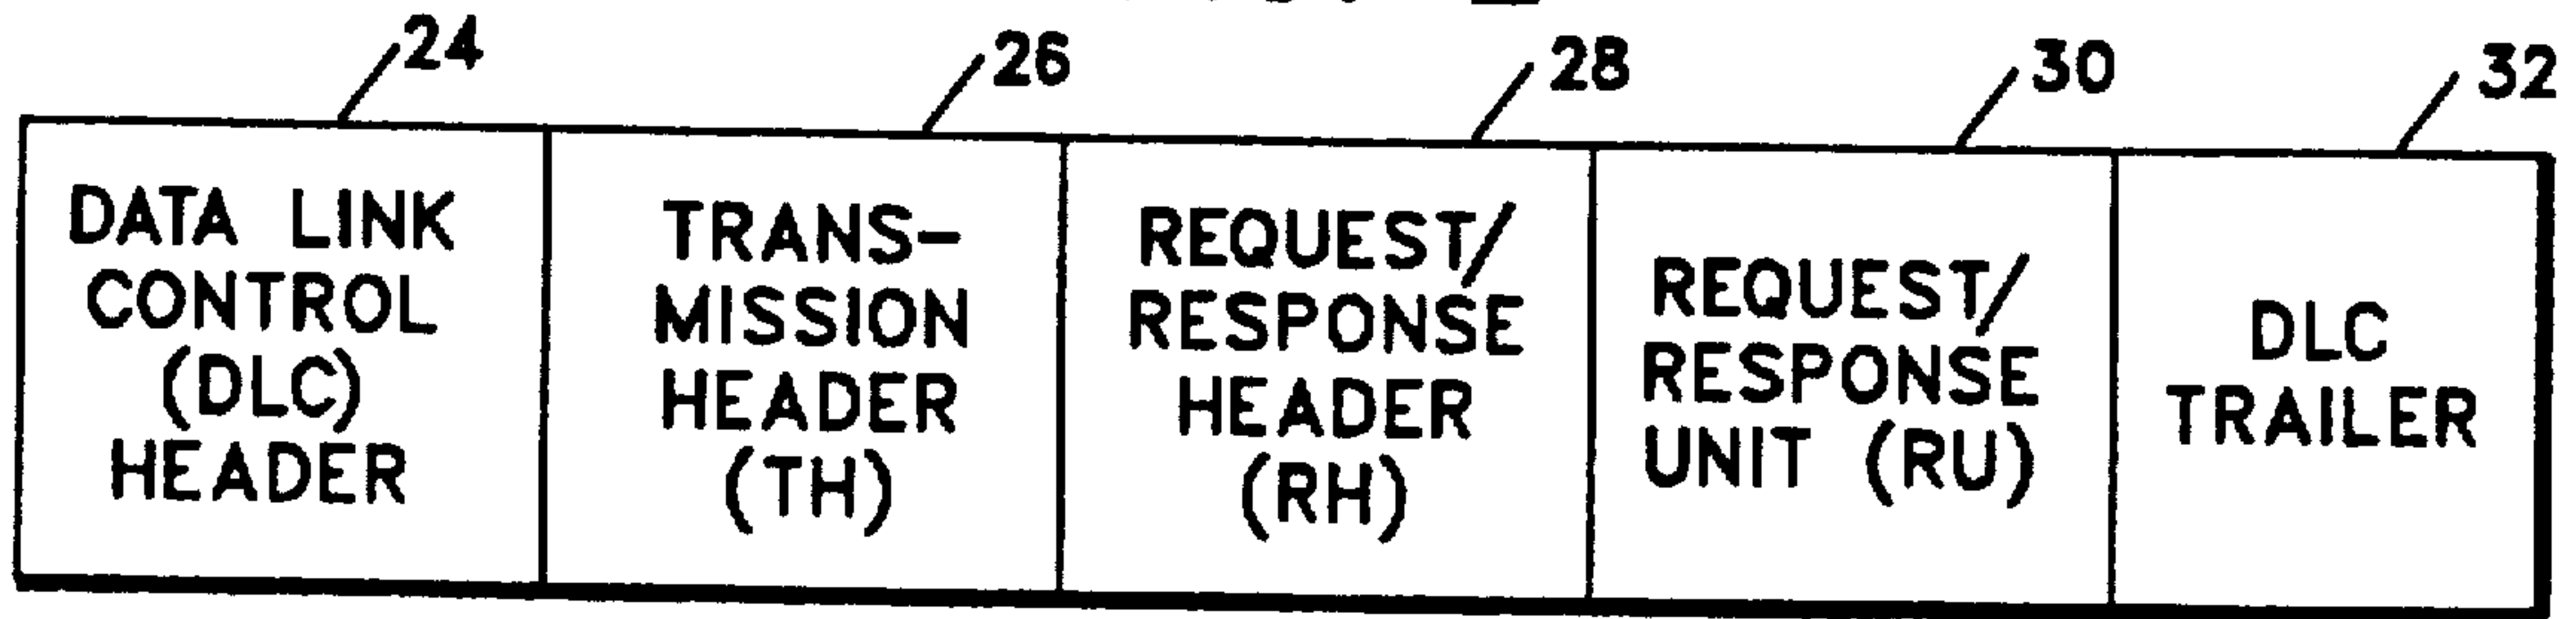 24
26
28
30
32
DATA LINK
CONTROL
(DLC)
HEADER
TRANS-
MISSION
HEADER
(TH)
REQUEST/
RESPONSE
HEADER
(RH)
REQUEST/
RESPONSE
UNIT (RU)
DLC
TRAILER